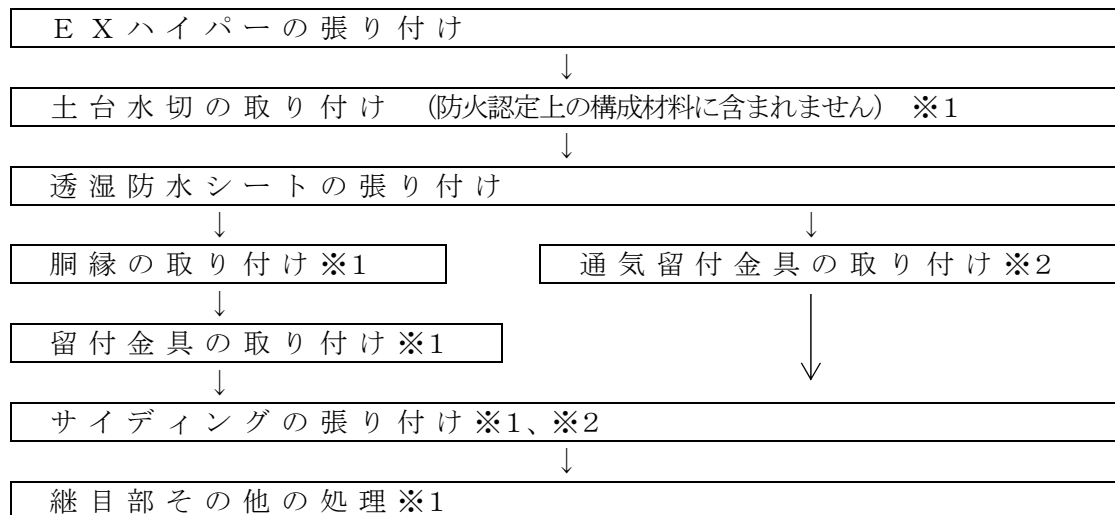 ＥＸハイパーの張り付け
↓
土台水切の取り付け （防火認定上の構成材料に含まれません） ※１
↓
透湿防水シートの張り付け
↓ ↓
胴縁の取り付け※１ 通気留付金具の取り付け※２
↓
留付金具の取り付け※１
↓
サイディングの張り付け※１、※２
↓
継目部その他の処理※１